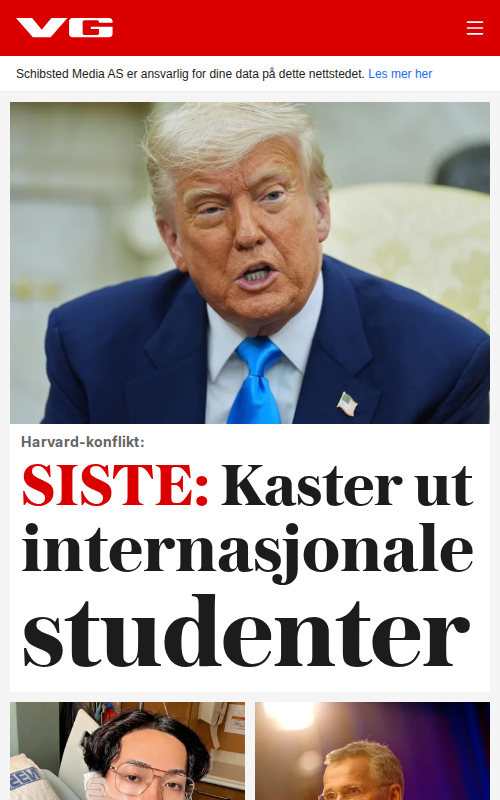 VG
Schibsted Media AS er ansvarlig for dine data på dette nettstedet. Les mer her
Harvard-konflikt:
SISTE: Kaster ut
internasjonale
studenter